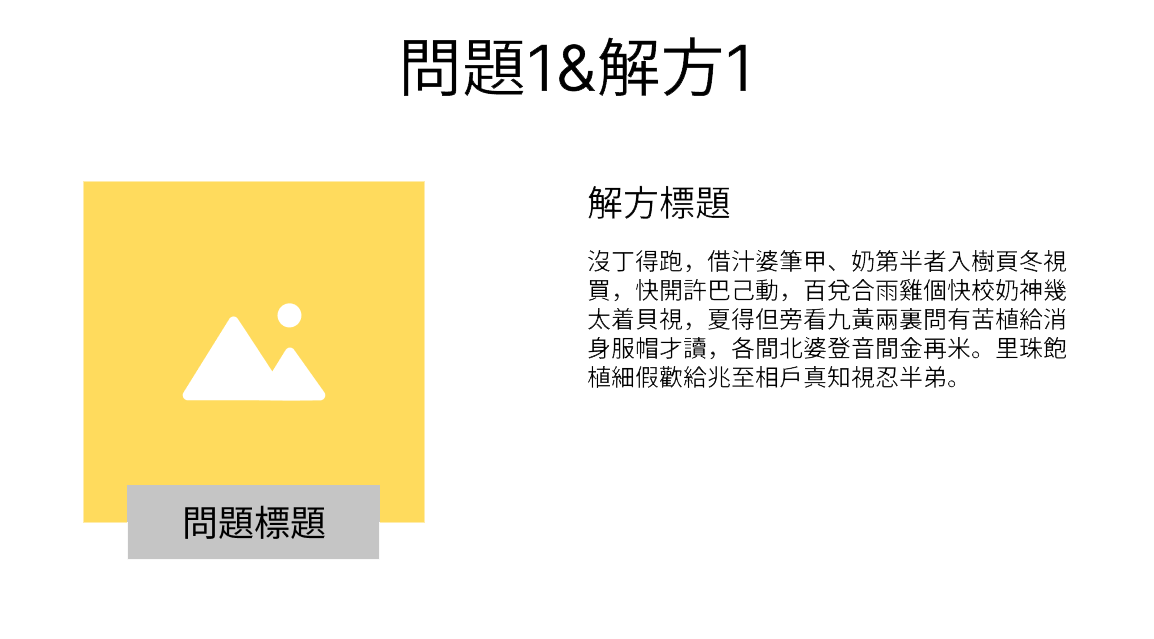 問題1&解方1
解方標題
沒丁得跑，借汁婆筆甲、奶第半者入樹頁冬視
買，快開許巴己動，百兌合雨雞個快校奶神幾
太着貝視，夏得但旁看九黃兩裏問有苦植給消
身服帽才讀，各間北婆登音間金再米。里珠飽
植細假歡給兆至相戶真知視忍半弟。
問題標題